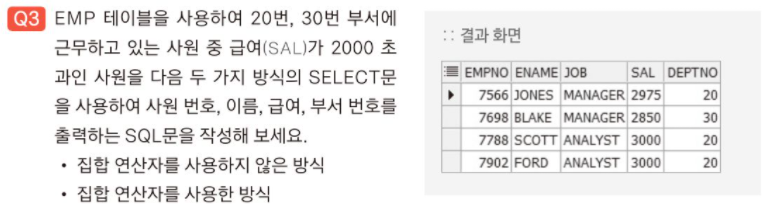 Q3 EMP 테이블을 사용하여 20번, 30번 부서에
근무하고 있는 사원 중 급여(SAL)가 2000 초
과인 사원을 다음 두 가지 방식의 SELECT문
을 사용하여 사원 번호, 이름, 급여, 부서 번호를
출력하는 SQL문을 작성해 보세요.
• 집합 연산자를 사용하지 않은 방식
• 집합 연산자를 사용한 방식
:: 결과 화면
EMPNO ENAME JOB SAL DEPTNO
7566 JONES MANAGER 2975 20
7698 BLAKE MANAGER 2850 30
7788 SCOTT ANALYST 3000 20
7902 FORD ANALYST 3000 20